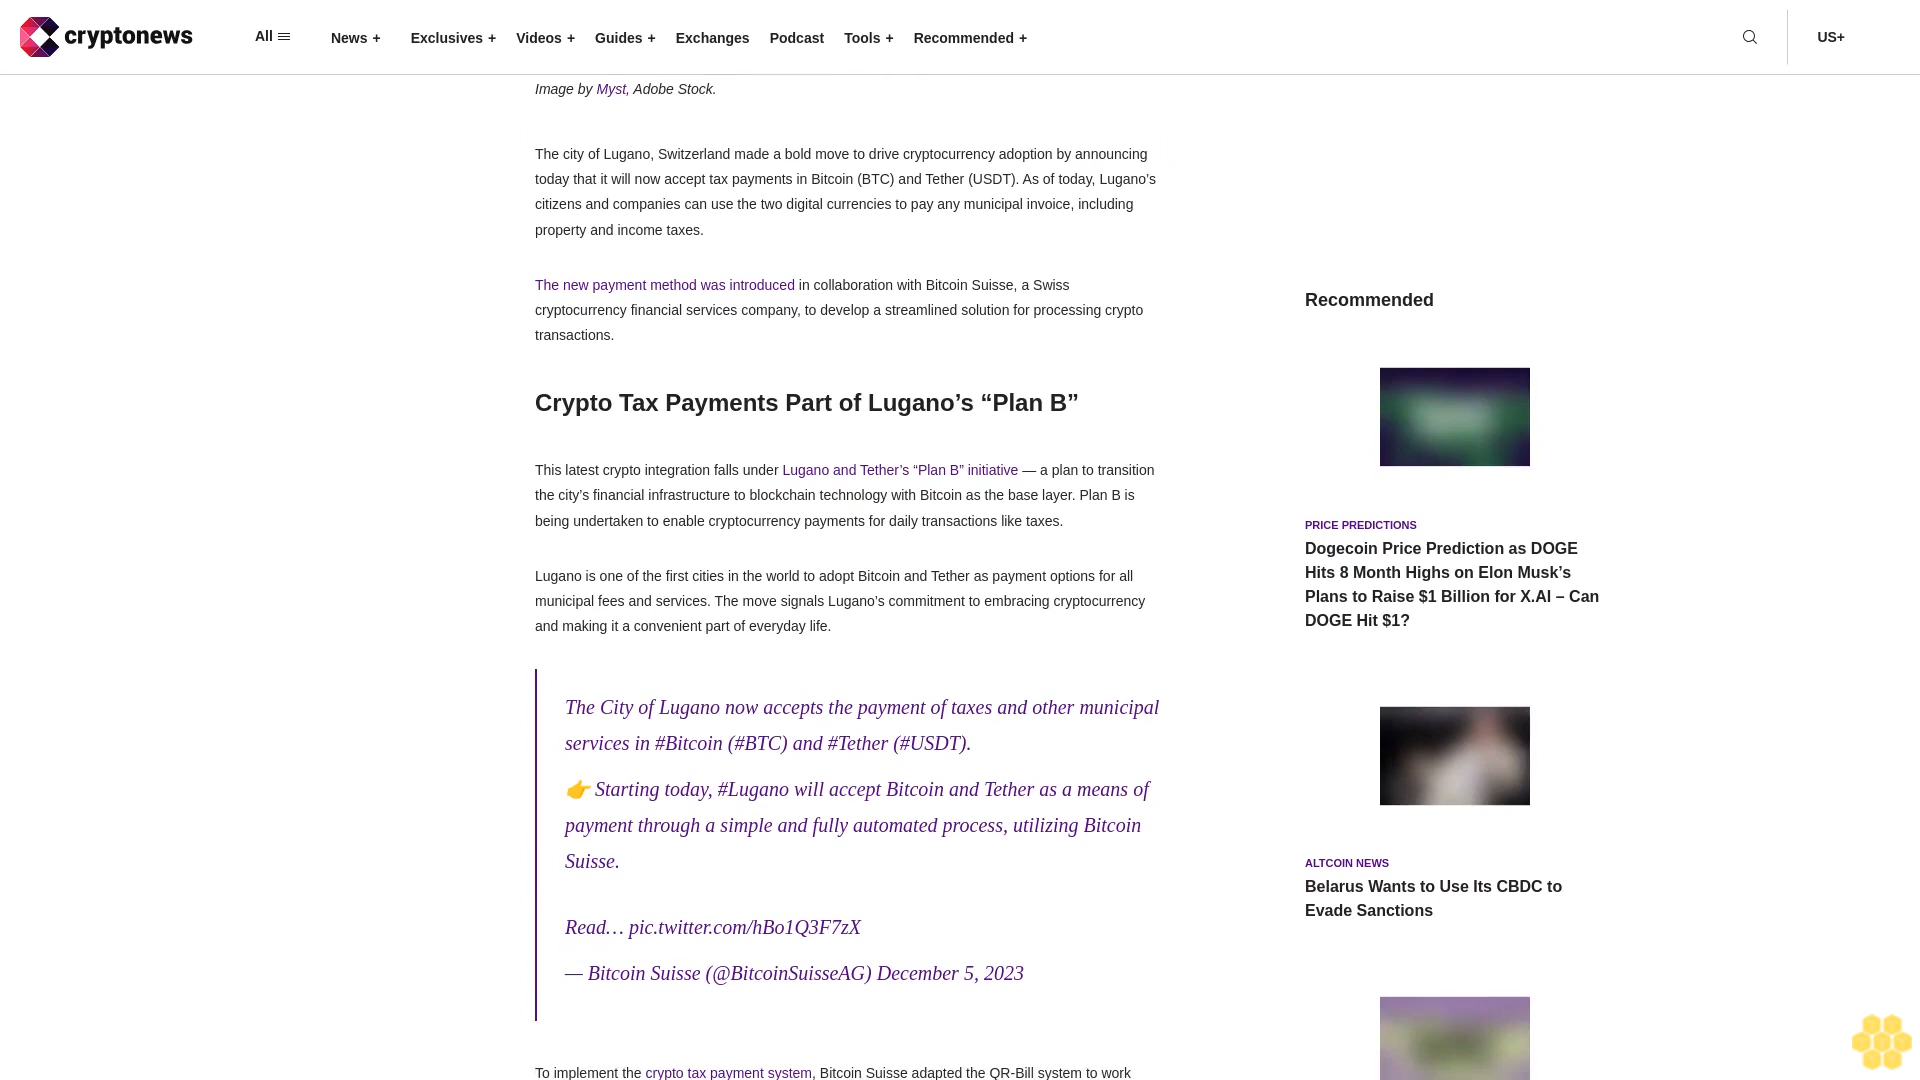 cryptonews
All
News +
Exclusives +
Videos +
Guides +
Exchanges
Podcast
Tools +
Recommended +
US+
Image by Myst, Adobe Stock.
The city of Lugano, Switzerland made a bold move to drive cryptocurrency adoption by announcing
today that it will now accept tax payments in Bitcoin (BTC) and Tether (USDT). As of today, Lugano’s
citizens and companies can use the two digital currencies to pay any municipal invoice, including
property and income taxes.
The new payment method was introduced in collaboration with Bitcoin Suisse, a Swiss
cryptocurrency financial services company, to develop a streamlined solution for processing crypto
transactions.
Crypto Tax Payments Part of Lugano’s “Plan B”
This latest crypto integration falls under Lugano and Tether’s “Plan B” initiative — a plan to transition
the city’s financial infrastructure to blockchain technology with Bitcoin as the base layer. Plan B is
being undertaken to enable cryptocurrency payments for daily transactions like taxes.
Lugano is one of the first cities in the world to adopt Bitcoin and Tether as payment options for all
municipal fees and services. The move signals Lugano’s commitment to embracing cryptocurrency
and making it a convenient part of everyday life.
The City of Lugano now accepts the payment of taxes and other municipal
services in #Bitcoin (#BTC) and #Tether (#USDT).
👉 Starting today, #Lugano will accept Bitcoin and Tether as a means of
payment through a simple and fully automated process, utilizing Bitcoin
Suisse.
Read… pic.twitter.com/hBo1Q3F7zX
— Bitcoin Suisse (@BitcoinSuisseAG) December 5, 2023
To implement the crypto tax payment system, Bitcoin Suisse adapted the QR-Bill system to work
Recommended
PRICE PREDICTIONS
Dogecoin Price Prediction as DOGE
Hits 8 Month Highs on Elon Musk’s
Plans to Raise $1 Billion for X.AI – Can
DOGE Hit $1?
ALTCOIN NEWS
Belarus Wants to Use Its CBDC to
Evade Sanctions